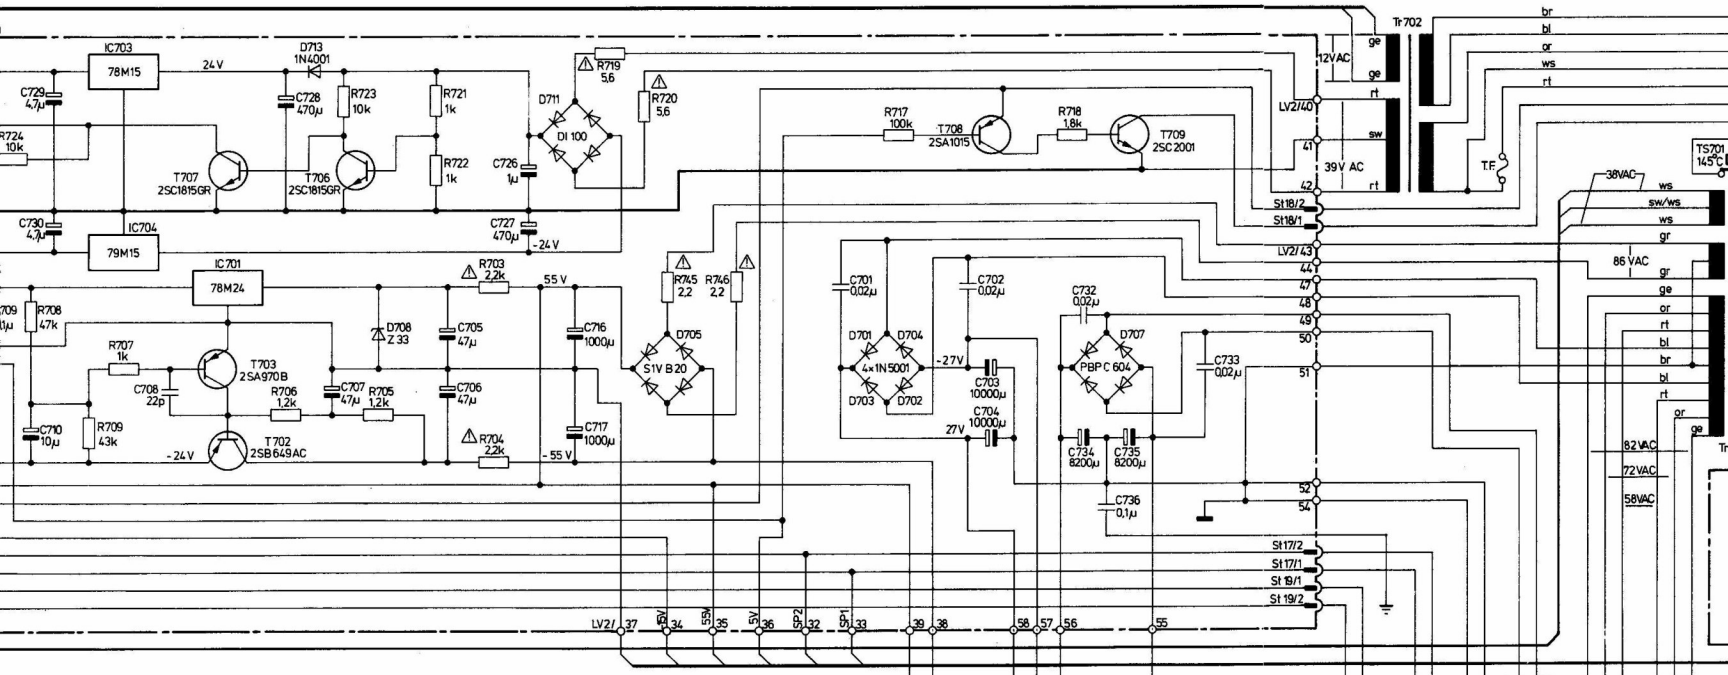 Tr702
br
bl
or
ws
rt
IC703
78M15
24V
D713
1N4001
C729
4,7µ
C728
470µ
R723
10k
R721
1k
D711
DI 100
R719
5,6
R720
5,6
ge
12VAC
ge
rt
LV2/40
sw
41
39V AC
rt
42
T.F.
R717
100k
T708
2SA1015
R718
1,8k
T709
2SC2001
TS701
145°C
R724
10k
T707
2SC1815GR
T706
2SC1815GR
R722
1k
C726
1µ
38VAC
ws
sw/ws
ws
St18/2
St18/1
C730
4,7µ
IC704
79M15
C727
470µ
-24V
gr
86 VAC
gr
LV2/43
44
47
48
49
50
51
IC701
78M24
R703
2,2k
55V
R745
2,2
R746
2,2
C701
0,02µ
C702
0,02µ
C732
0,02µ
ge
or
rt
bl
br
bl
rt
or
ge
R708
47k
D708
Z 33
C705
47µ
C716
1000µ
D705
S1V B20
D701
D704
4×1N5001
D703
D702
-27V
C703
10000µ
D707
PBPC 604
C733
0,02µ
R707
1k
T703
2SA970B
C708
22p
R706
1,2k
C707
47µ
R705
1,2k
C706
47µ
C710
10µ
R709
43k
T702
2SB649AC
-24V
R704
2,2k
-55V
C717
1000µ
27V
C704
10000µ
C734
8200µ
C735
8200µ
C736
0,1µ
52
54
82VAC
72VAC
58VAC
St17/2
St17/1
St19/1
St19/2
LV2/
37
34
55V
35
5V
36
SP2
32
SP1
33
39
38
58
57
56
55